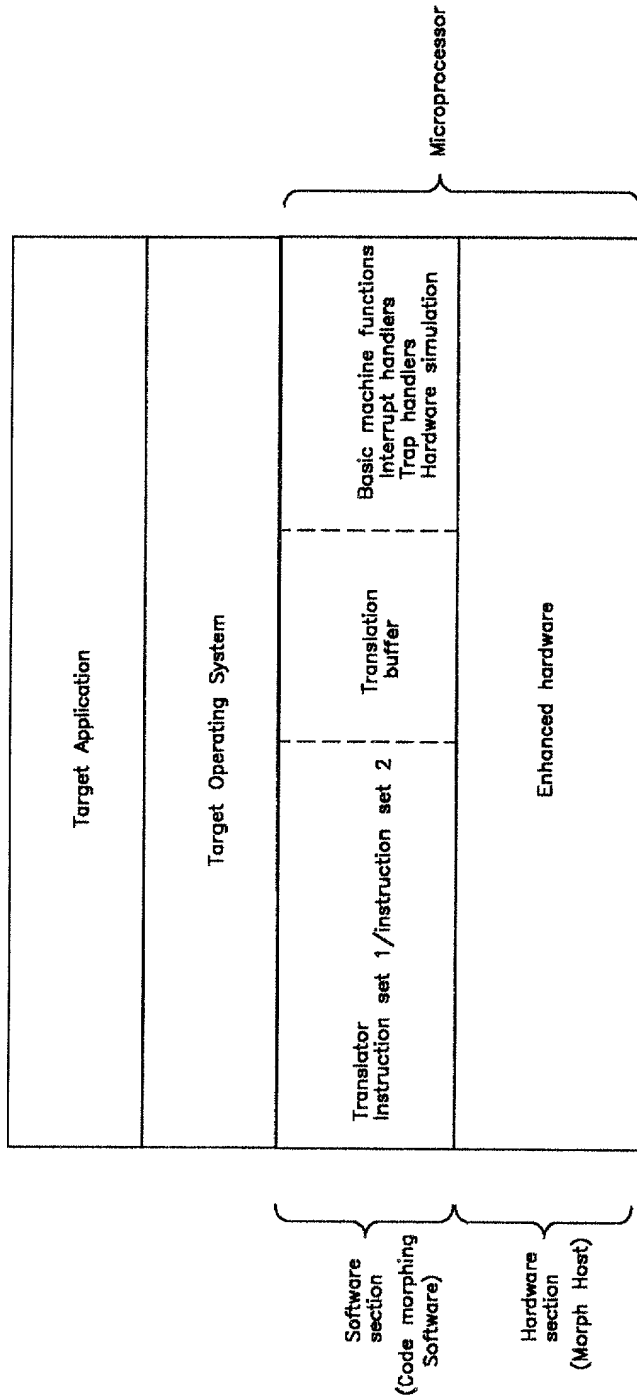 Target Application
Target Operating System
Translator
Instruction set 1/instruction set 2
Translation
buffer
Basic machine functions
Interrupt handlers
Trap handlers
Hardware simulation
Enhanced hardware
Software
section
(Code morphing
Software)
Hardware
section
(Morph Host)
Microprocessor